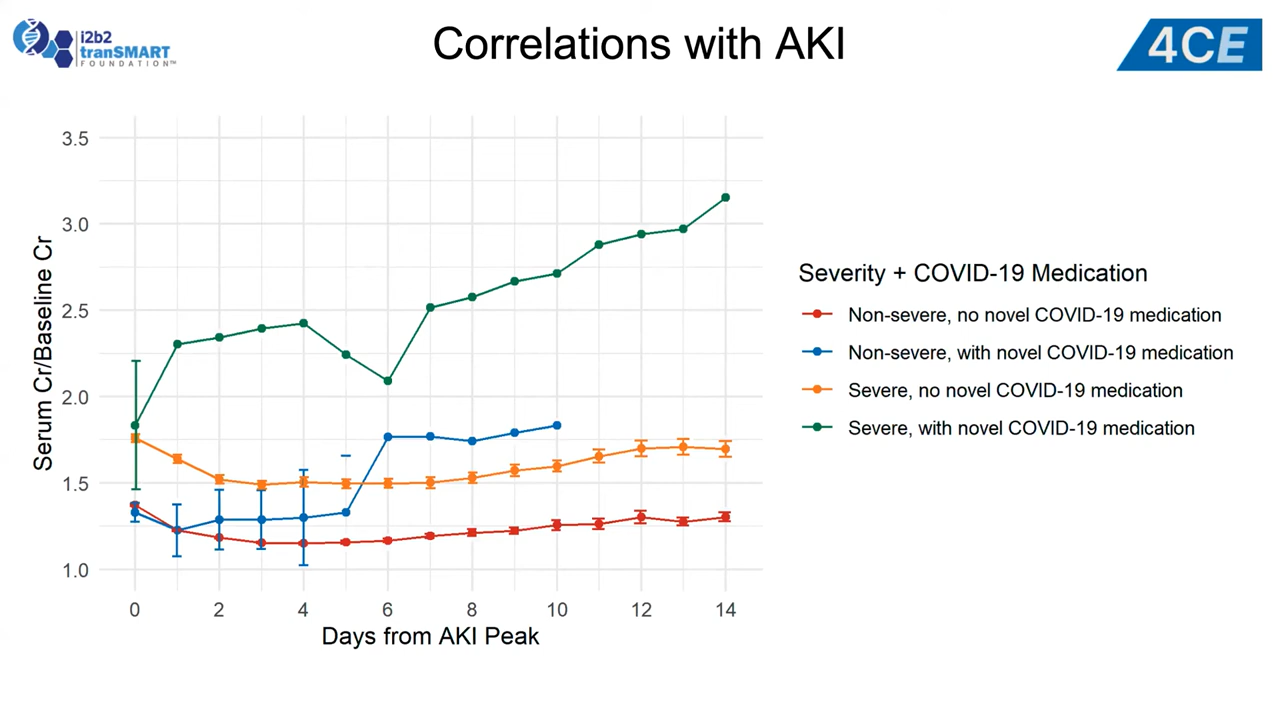 i2b2
tranSMART
FOUNDATION™
Correlations with AKI
4CE
Serum Cr/Baseline Cr
3.5
3.0
2.5
2.0
1.5
1.0
0 2 4 6 8 10 12 14
Days from AKI Peak
Severity + COVID-19 Medication
Non-severe, no novel COVID-19 medication
Non-severe, with novel COVID-19 medication
Severe, no novel COVID-19 medication
Severe, with novel COVID-19 medication